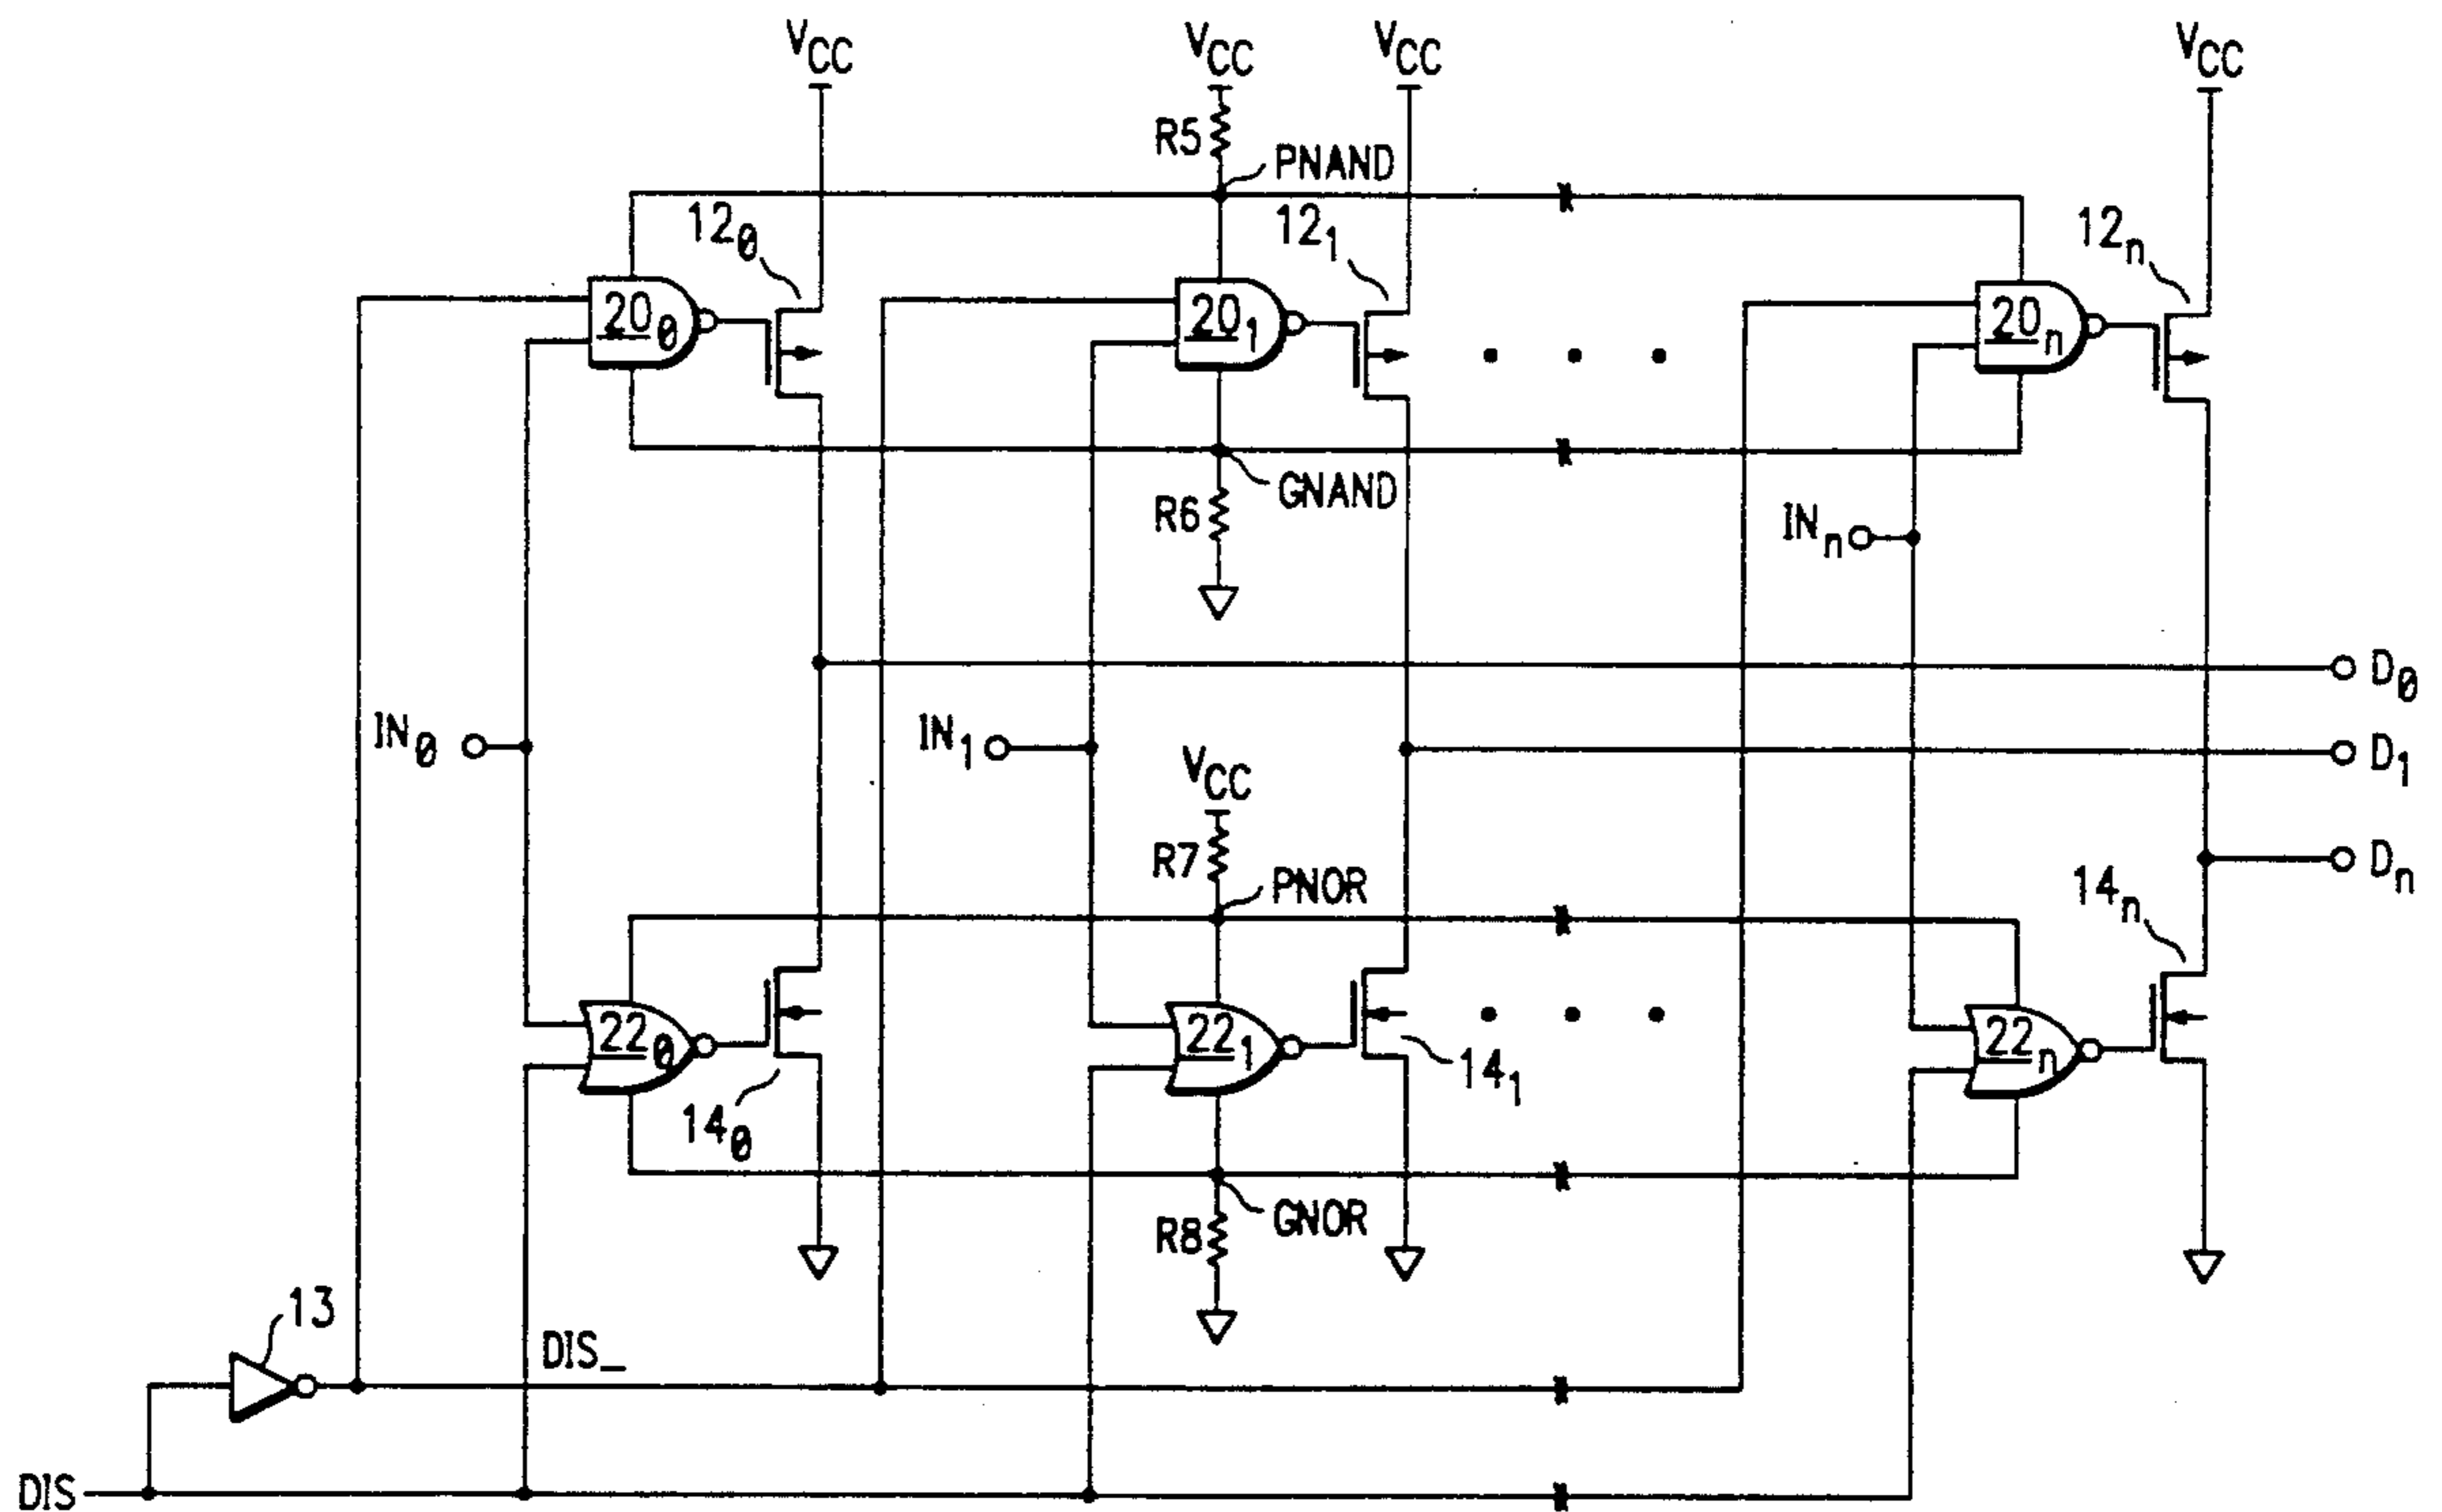 VCC VCC VCC VCC
R5 PNAND
120 121 12n
200 201 20n
GNAND
R6
INn
D0
IN0 IN1 D1
VCC
R7 PNOR
Dn
14n
220 221 22n
141
140
GNOR
R8
13
DIS_
DIS